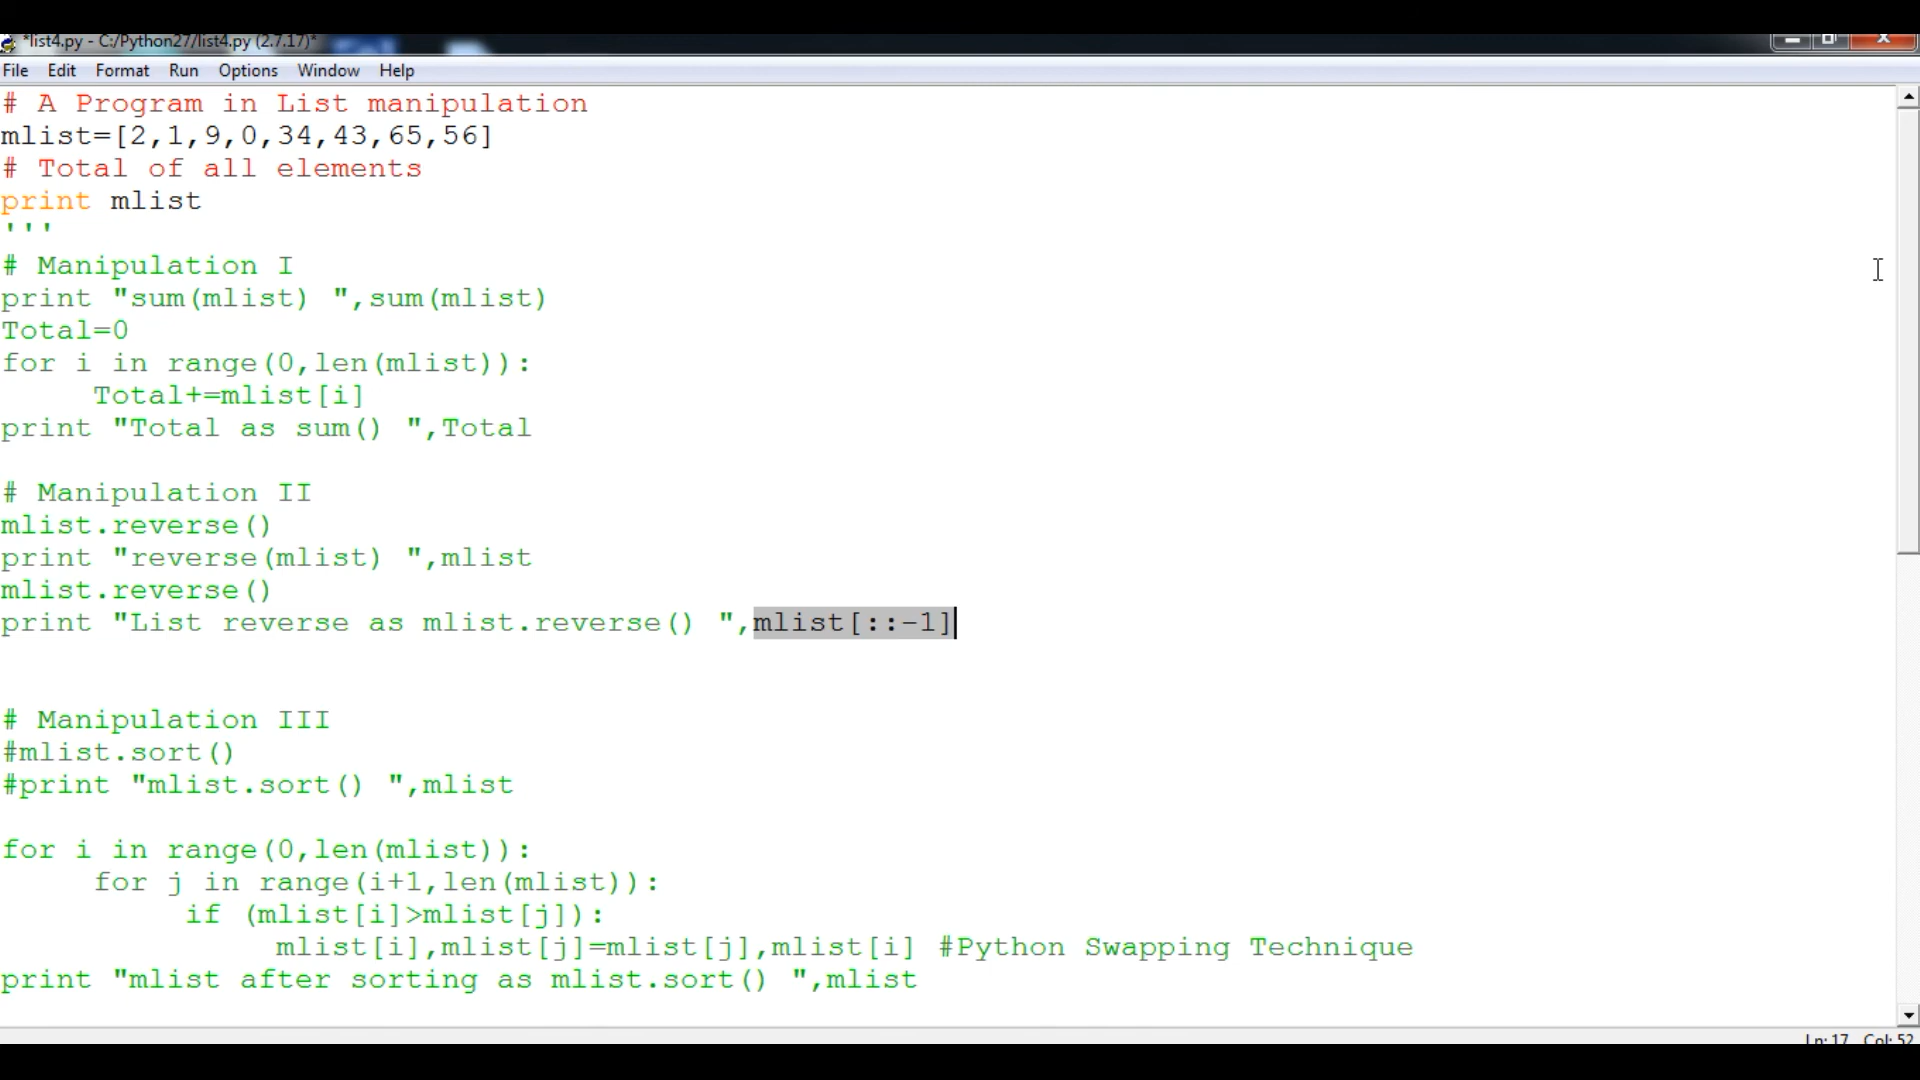 *list4.py - C:/Python27/list4.py (2.7.17)*
File Edit Format Run Options Window Help
# A Program in List manipulation
mlist=[2,1,9,0,34,43,65,56]
# Total of all elements
print mlist
'''
# Manipulation I
print "sum(mlist) ",sum(mlist)
Total=0
for i in range(0,len(mlist)):
     Total+=mlist[i]
print "Total as sum() ",Total
# Manipulation II
mlist.reverse()
print "reverse(mlist) ",mlist
mlist.reverse()
print "List reverse as mlist.reverse() ",mlist[::-1]
# Manipulation III
#mlist.sort()
#print "mlist.sort() ",mlist
for i in range(0,len(mlist)):
     for j in range(i+1,len(mlist)):
          if (mlist[i]>mlist[j]):
               mlist[i],mlist[j]=mlist[j],mlist[i] #Python Swapping Technique
print "mlist after sorting as mlist.sort() ",mlist
Ln: 17 Col: 52